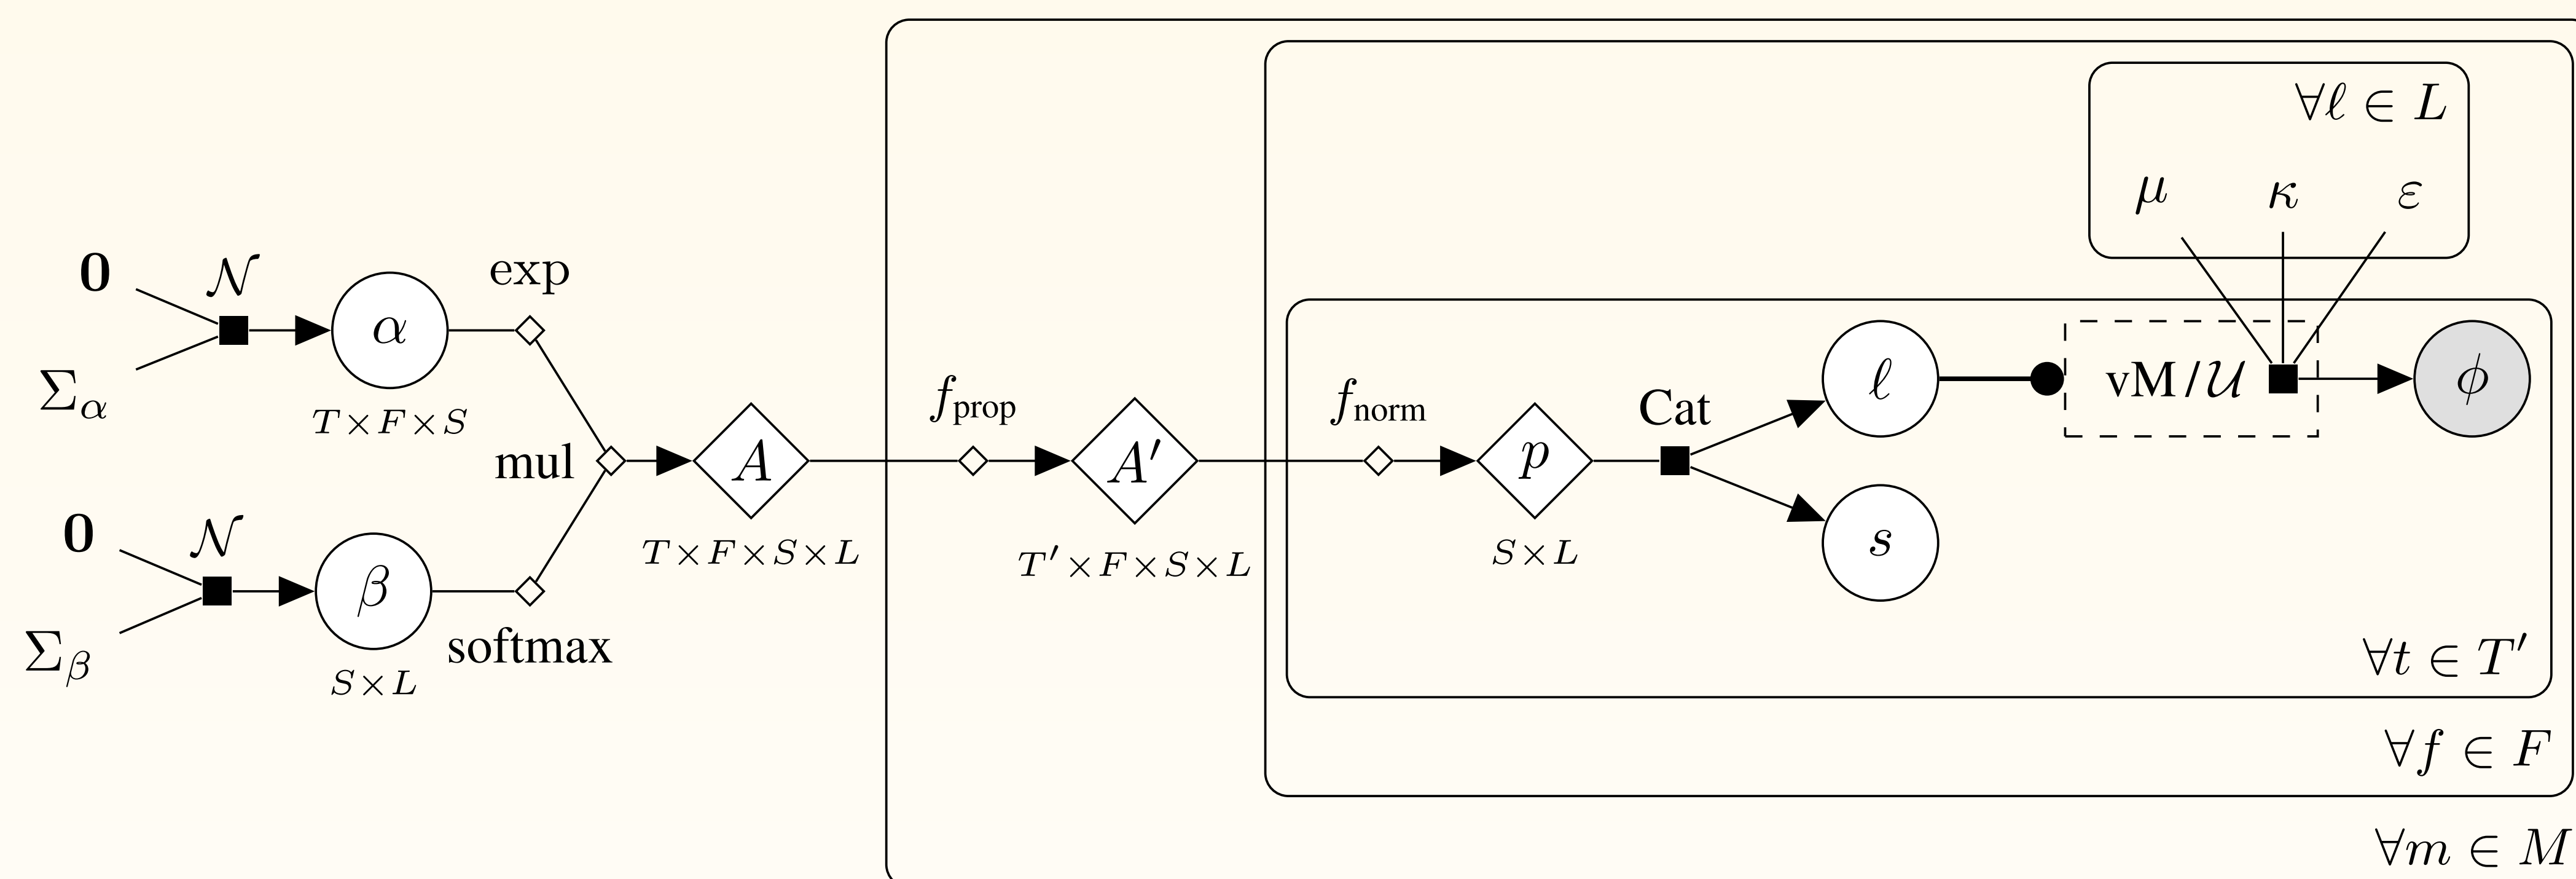 ∀ℓ ∈ L
μ κ ε
0 𝒩 α exp
Σ_α
T×F×S
mul A
T×F×S×L
0 𝒩 β softmax
Σ_β
S×L
f_prop A′
T′×F×S×L
f_norm p
S×L
Cat ℓ vM/𝒰 ϕ
s
∀t ∈ T′
∀f ∈ F
∀m ∈ M